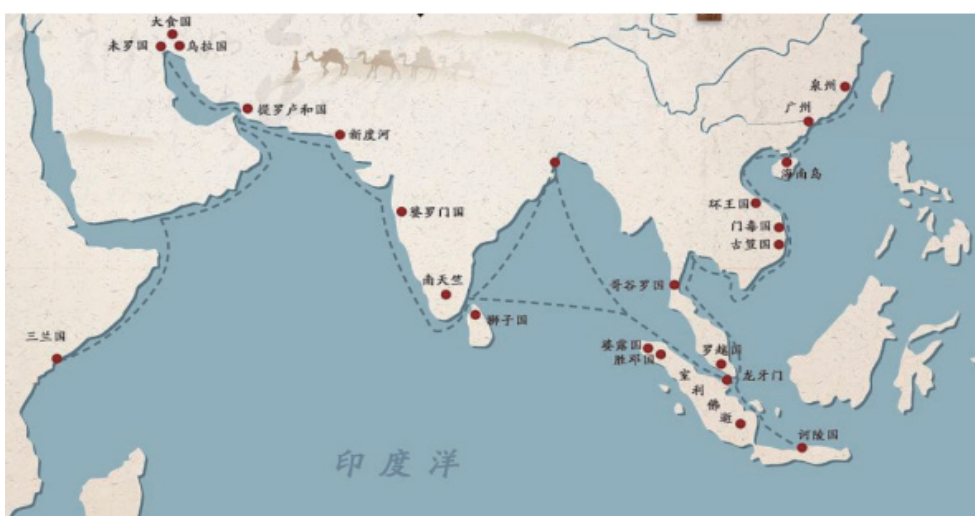 大食国
末罗国
乌拉国
提罗卢和国
新度河
婆罗门国
南天竺
狮子国
三兰国
泉州
广州
海南岛
环王国
门毒国
古笪国
哥谷罗国
婆露国
胜邓国
罗越国
龙牙门
室利佛逝
诃陵国
印度洋